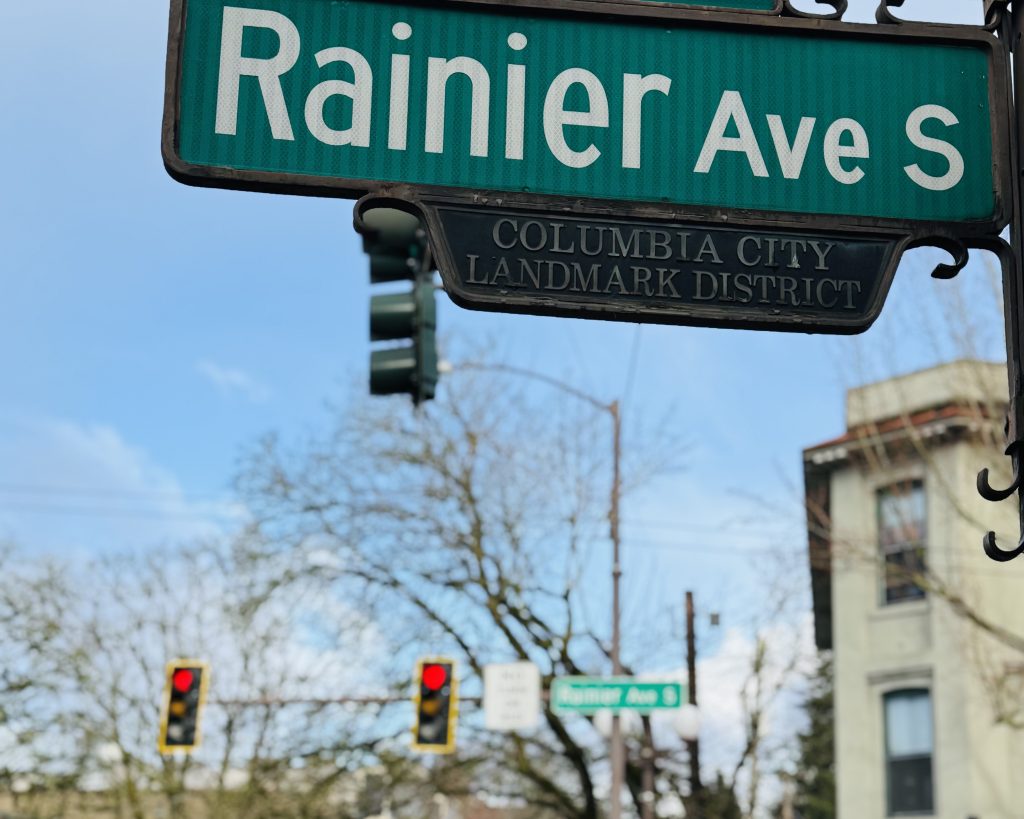 Rainier Ave S
COLUMBIA CITY
LANDMARK DISTRICT
Rainier Ave S